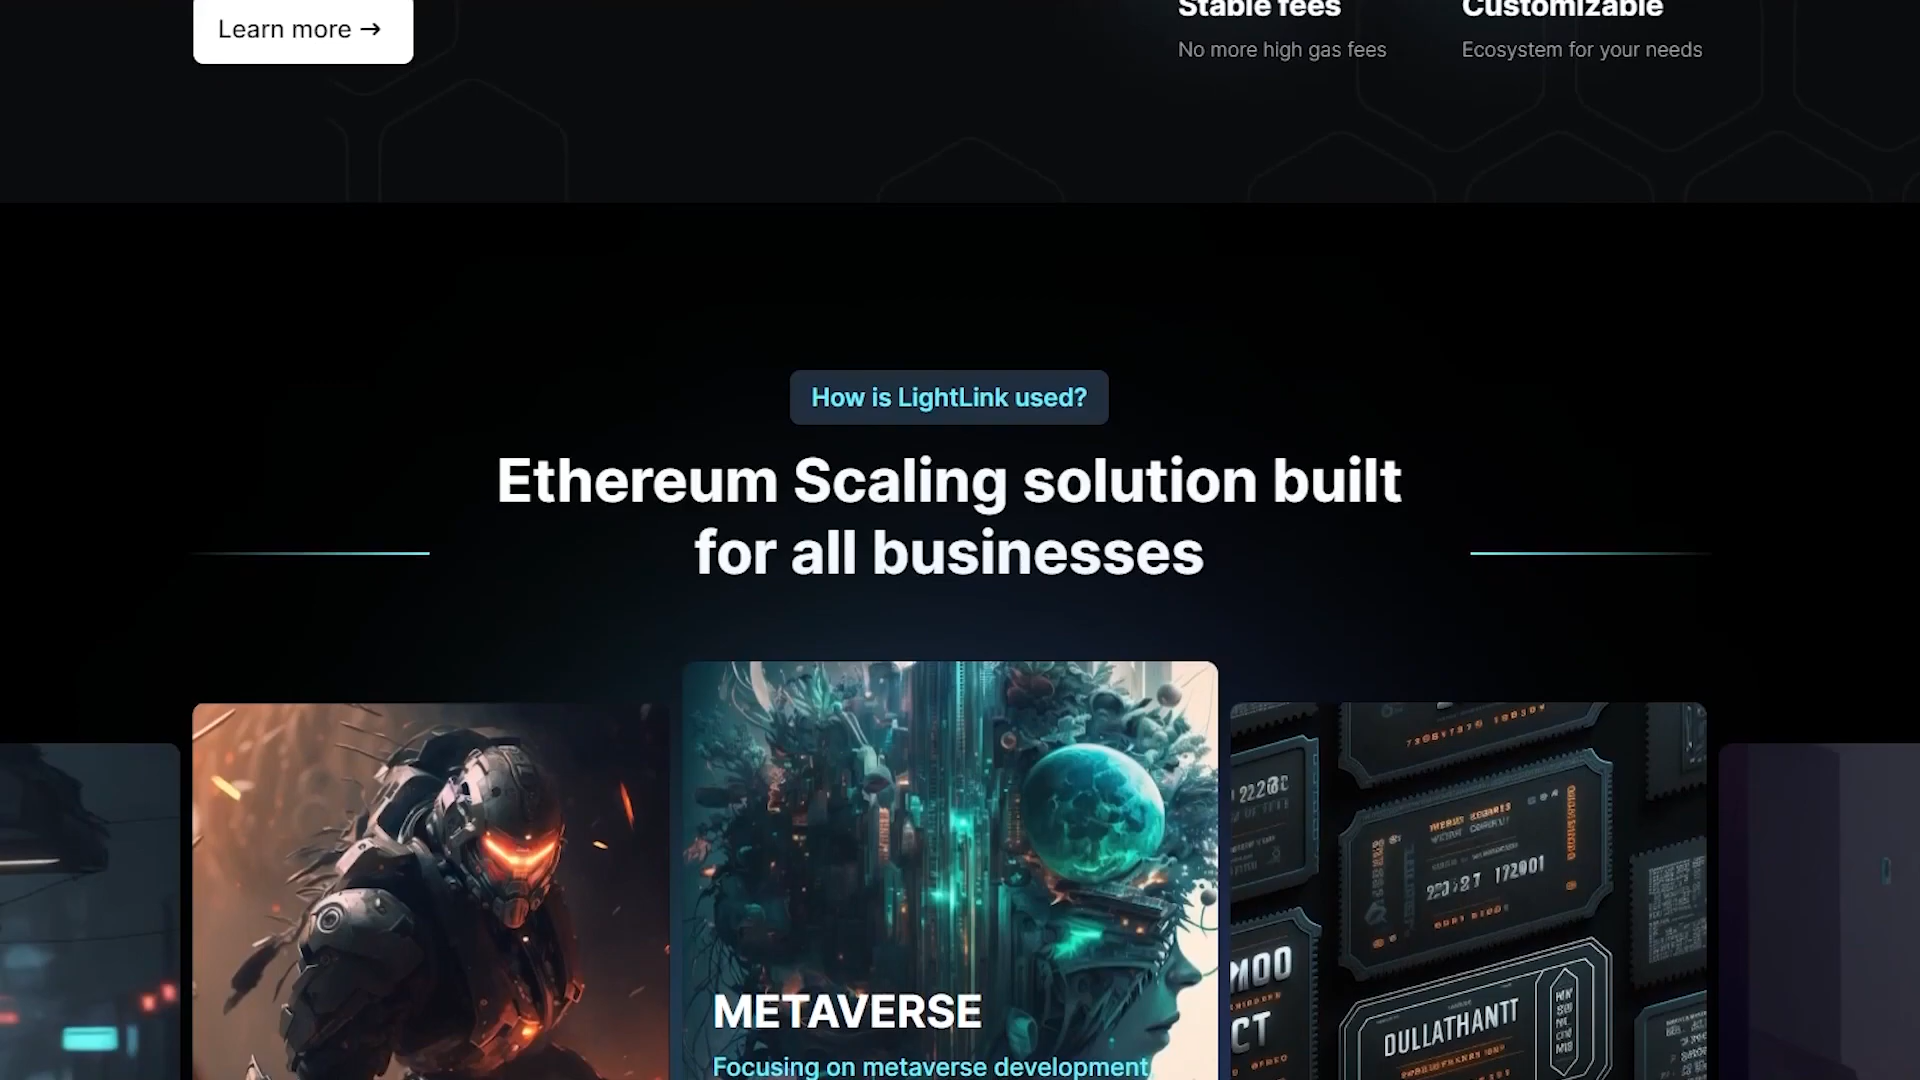 Learn more →
Stable fees
Customizable
No more high gas fees
Ecosystem for your needs
How is LightLink used?
Ethereum Scaling solution built
for all businesses
METAVERSE
Focusing on metaverse development
DULLATHANTT